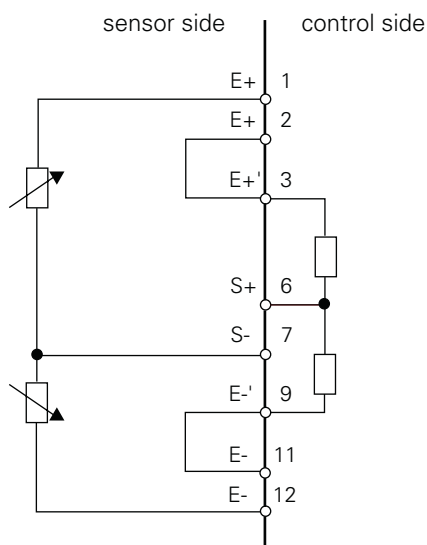 sensor side control side
E+ 1
E+ 2
E+' 3
S+ 6
S- 7
E-' 9
E- 11
E- 12